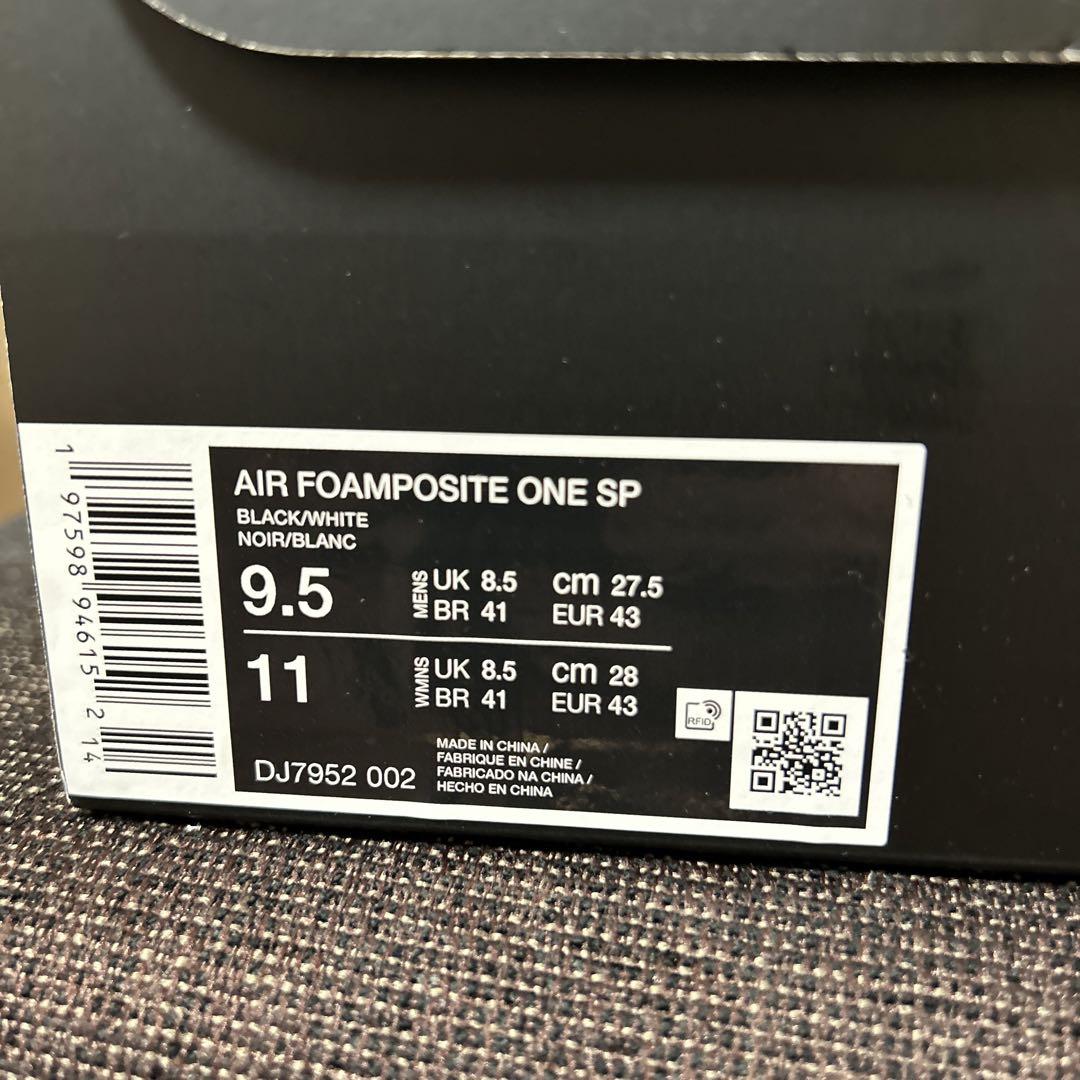 1 97598 94615 2 14
AIR FOAMPOSITE ONE SP
BLACK/WHITE
NOIR/BLANC
9.5 MENS UK 8.5 cm 27.5
BR 41 EUR 43
11 WMNS UK 8.5 cm 28
BR 41 EUR 43
RFID
DJ7952 002
MADE IN CHINA /
FABRIQUE EN CHINE /
FABRICADO NA CHINA /
HECHO EN CHINA